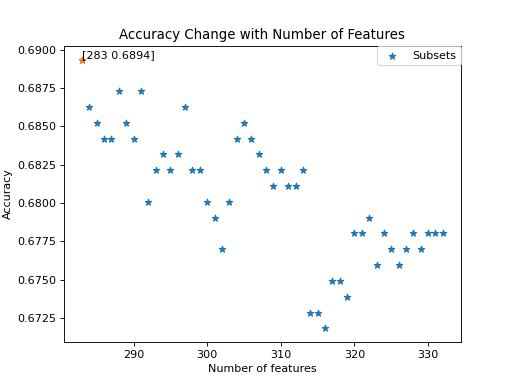 Accuracy Change with Number of Features
[283 0.6894]
Subsets
0.6900
0.6875
0.6850
0.6825
0.6800
0.6775
0.6750
0.6725
Accuracy
290 300 310 320 330
Number of features